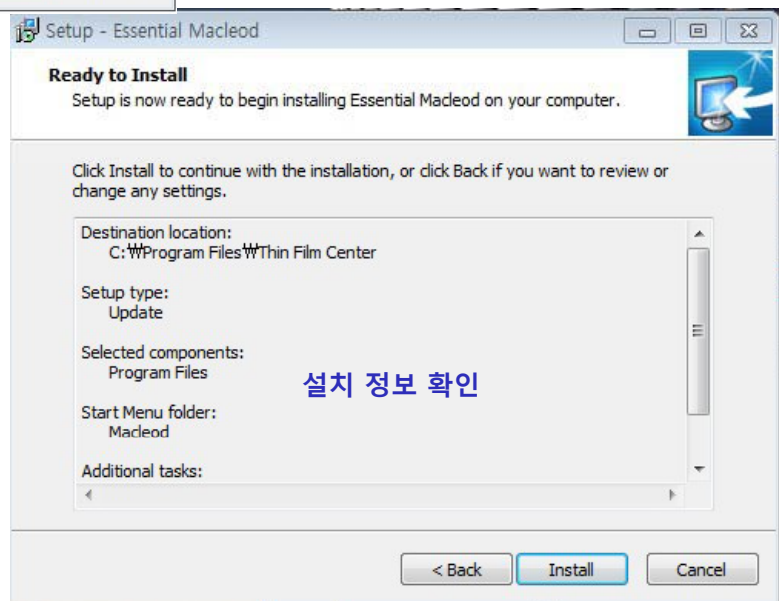 Setup - Essential Macleod
Ready to Install
Setup is now ready to begin installing Essential Macleod on your computer.
Click Install to continue with the installation, or click Back if you want to review or
change any settings.
Destination location:
C:₩Program Files₩Thin Film Center
Setup type:
Update
Selected components:
Program Files
설치 정보 확인
Start Menu folder:
Macleod
Additional tasks:
< Back
Install
Cancel